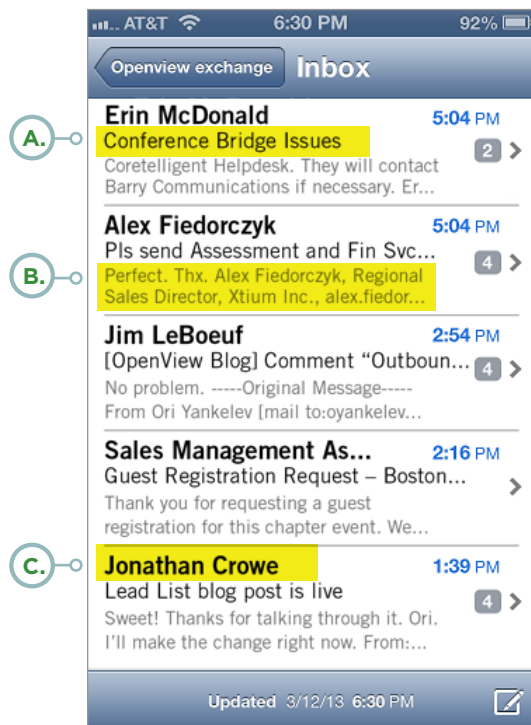 AT&T 6:30 PM 92%
Openview exchange Inbox
Erin McDonald 5:04 PM
A. Conference Bridge Issues 2
Coretelligent Helpdesk. They will contact
Barry Communications if necessary. Er...
Alex Fiedorczyk 5:04 PM
Pls send Assessment and Fin Svc... 4
B. Perfect. Thx. Alex Fiedorczyk, Regional
Sales Director, Xtium Inc., alex.fiedor...
Jim LeBoeuf 2:54 PM
[OpenView Blog] Comment “Outboun... 4
No problem. -----Original Message-----
From Ori Yankelev [mail to:oyankelev...
Sales Management As... 2:16 PM
Guest Registration Request – Boston...
Thank you for requesting a guest
registration for this chapter event. We...
C. Jonathan Crowe 1:39 PM
Lead List blog post is live 4
Sweet! Thanks for talking through it. Ori.
I’ll make the change right now. From:...
Updated 3/12/13 6:30 PM